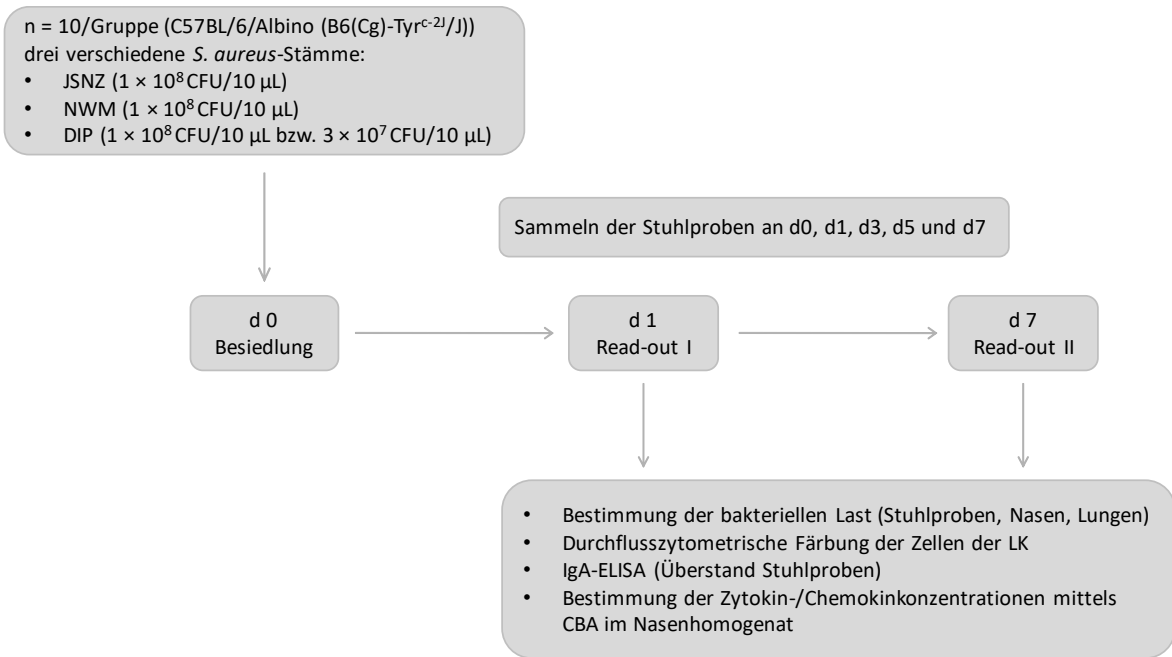 n = 10/Gruppe (C57BL/6/Albino (B6(Cg)-Tyrᶜ⁻²ᴶ/J))
drei verschiedene S. aureus-Stämme:
• JSNZ (1 × 10⁸ CFU/10 µL)
• NWM (1 × 10⁸ CFU/10 µL)
• DIP (1 × 10⁸ CFU/10 µL bzw. 3 × 10⁷ CFU/10 µL)
Sammeln der Stuhlproben an d0, d1, d3, d5 und d7
d 0
Besiedlung
d 1
Read-out I
d 7
Read-out II
• Bestimmung der bakteriellen Last (Stuhlproben, Nasen, Lungen)
• Durchflusszytometrische Färbung der Zellen der LK
• IgA-ELISA (Überstand Stuhlproben)
• Bestimmung der Zytokin-/Chemokinkonzentrationen mittels
CBA im Nasenhomogenat